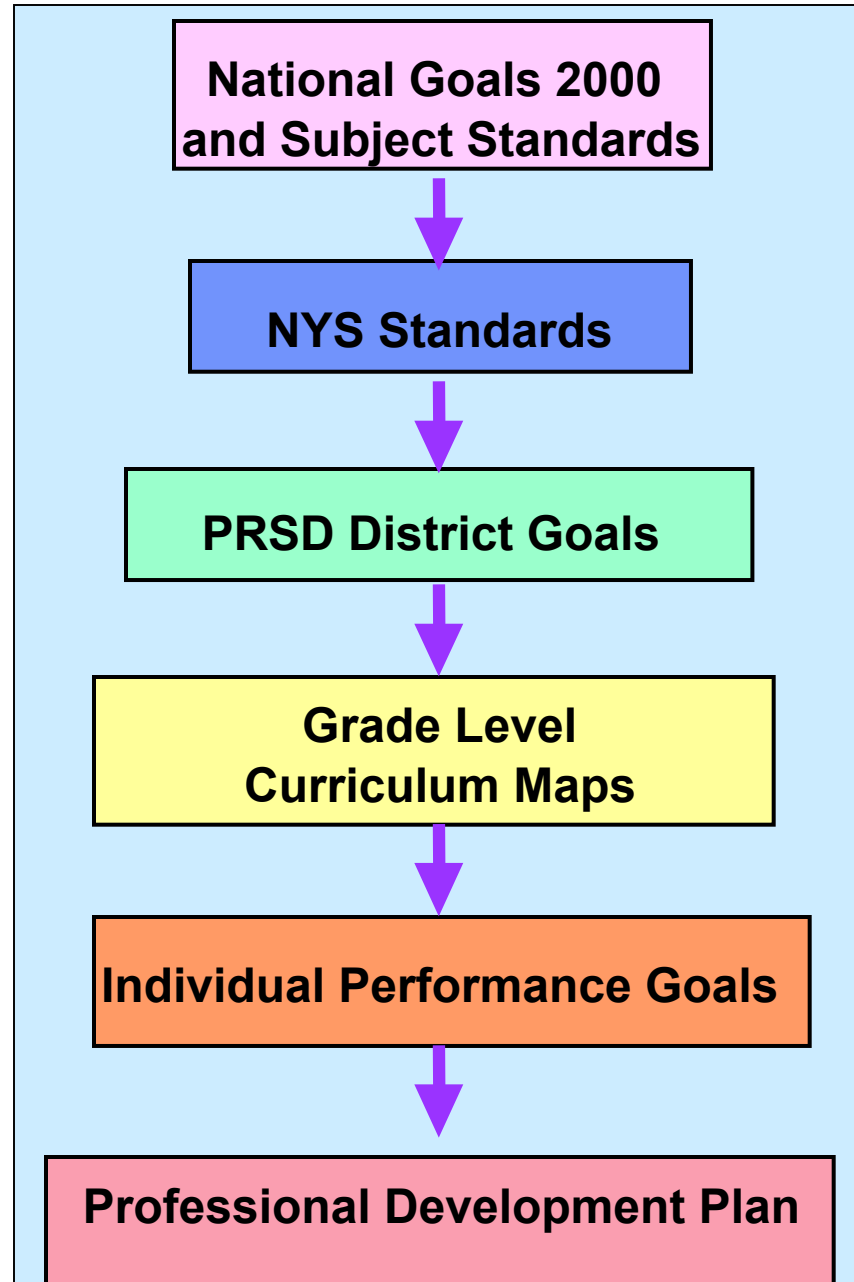 National Goals 2000
and Subject Standards
NYS Standards
PRSD District Goals
Grade Level
Curriculum Maps
Individual Performance Goals
Professional Development Plan